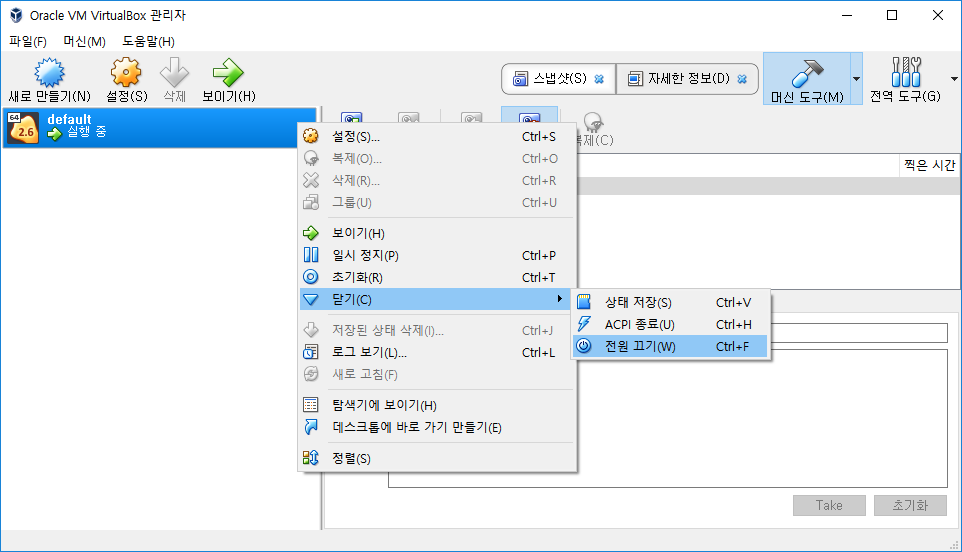 Oracle VM VirtualBox 관리자
파일(F) 머신(M) 도움말(H)
새로 만들기(N) 설정(S) 삭제 보이기(H) 스냅샷(S) 자세한 정보(D) 머신 도구(M) 전역 도구(G)
64 2.6 default
실행 중
제(C)
찍은 시간
설정(S)... Ctrl+S
복제(O)... Ctrl+O
삭제(R)... Ctrl+R
그룹(U) Ctrl+U
보이기(H)
일시 정지(P) Ctrl+P
초기화(R) Ctrl+T
닫기(C)
상태 저장(S) Ctrl+V
ACPI 종료(U) Ctrl+H
전원 끄기(W) Ctrl+F
저장된 상태 삭제(I)... Ctrl+J
로그 보기(L)... Ctrl+L
새로 고침(F)
탐색기에 보이기(H)
데스크톱에 바로 가기 만들기(E)
정렬(S)
Take 초기화